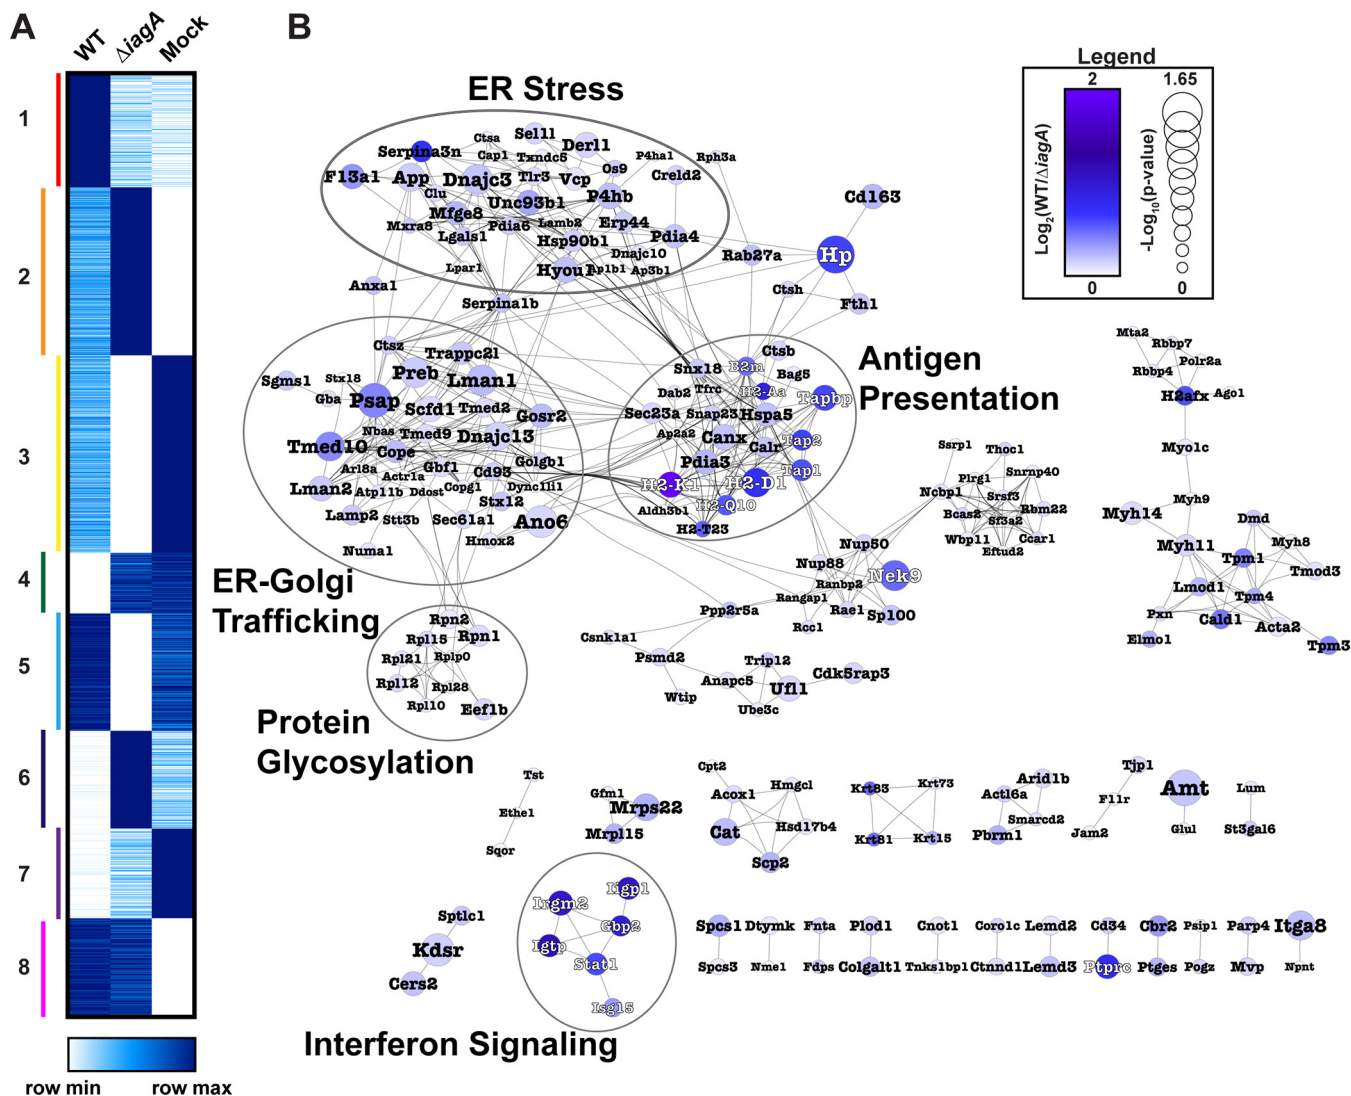 A
B
WT
ΔiagA
Mock
1
2
3
4
5
6
7
8
row min
row max
Legend
2
1.65
Log2(WT/ΔiagA)
-Log10(p-value)
0
0
ER Stress
Ctsa
Sel1l
Derl1
Serpina3n
Cap1
Txndc5
P4ha1
Rph3a
F13a1
App
Dnajc3
Tlr3
Vcp
Os9
Creld2
Clu
Unc93b1
P4hb
Cd163
Mfge8
Mxra8
Pdia6
Lamb2
Erp44
Lgals1
Hsp90b1
Pdia4
Dnajc10
Rab27a
Hp
Lpar1
Hyou1
Ap1b1
Ap3b1
Anxa1
Serpina1b
Ctsh
Fth1
Ctsz
Trappc2l
Sgms1
Stx18
Preb
Lman1
Gba
Psap
Scfd1
Tmed2
Gosr2
Nbas
Tmed9
Dnajc13
Tmed10
Cope
Arl8a
Gbf1
Cd93
Golgb1
Actr1a
Lman2
Atp11b
Ddost
Copg1
Dync1li1
Stx12
Lamp2
Stt3b
Sec61a1
Ano6
Hmox2
Numa1
ER-Golgi
Trafficking
Antigen
Presentation
Ctsb
Snx18
B2m
Bag5
Dab2
Tfrc
H2-Aa
Tapbp
Sec23a
Snap23
Hspa5
Ap2a2
Canx
Calr
Tap2
Pdia3
Tap1
H2-K1
H2-D1
H2-Q10
Aldh3b1
H2-T23
Rpn2
Rpl15
Rpn1
Rpl21
Rplp0
Rpl12
Rpl28
Rpl10
Eef1b
Protein
Glycosylation
Nup50
Nup88
Ranbp2
Nek9
Rangap1
Rae1
Sp100
Rcc1
Ppp2r5a
Csnk1a1
Psmd2
Trip12
Cdk5rap3
Anapc5
Ufl1
Wtip
Ube3c
Ssrp1
Thoc1
Plrg1
Snrnp40
Ncbp1
Srsf3
Bcas2
Sf3a2
Rbm22
Wbp11
Ccar1
Eftud2
Mta2
Rbbp7
Polr2a
Rbbp4
H2afx
Ago1
Myo1c
Myh9
Myh14
Dmd
Myh11
Myh8
Tpm1
Tmod3
Lmod1
Tpm4
Pxn
Cald1
Acta2
Elmo1
Tpm3
Tst
Ethe1
Sqor
Gfm1
Mrps22
Mrpl15
Cpt2
Acox1
Hmgcl
Cat
Hsd17b4
Scp2
Krt83
Krt73
Krt81
Krt15
Arid1b
Actl6a
Smarcd2
Pbrm1
Tjp1
F11r
Jam2
Amt
Glul
Lum
St3gal6
Sptlc1
Kdsr
Cers2
Iigp1
Irgm2
Gbp2
Igtp
Stat1
Isg15
Interferon Signaling
Spcs1
Dtymk
Fnta
Plod1
Cnot1
Coro1c
Lemd2
Cd34
Cbr2
Psip1
Parp4
Itga8
Spcs3
Nme1
Fdps
Colgalt1
Tnks1bp1
Ctnnd1
Lemd3
Ptprc
Ptges
Pogz
Mvp
Npnt